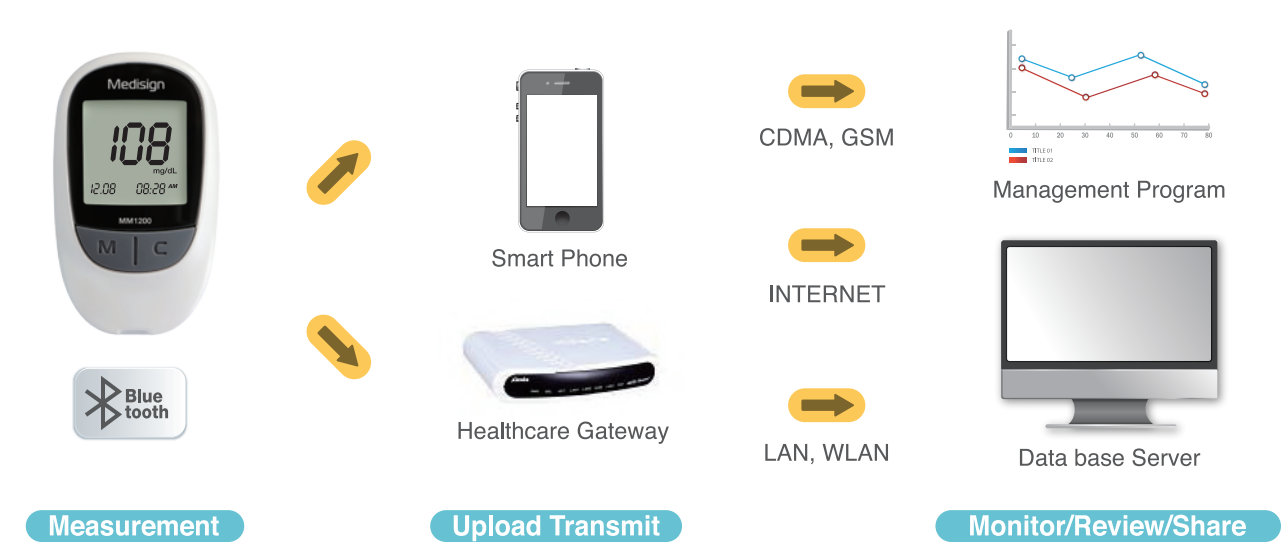 Medisign
108
mg/dL
12.08 08:28 AM
MM1200
M C
Blue
tooth
Measurement
Smart Phone
Healthcare Gateway
Upload Transmit
CDMA, GSM
INTERNET
LAN, WLAN
0 10 20 30 40 50 60 70 80
TITLE 01
TITLE 02
Management Program
Data base Server
Monitor/Review/Share